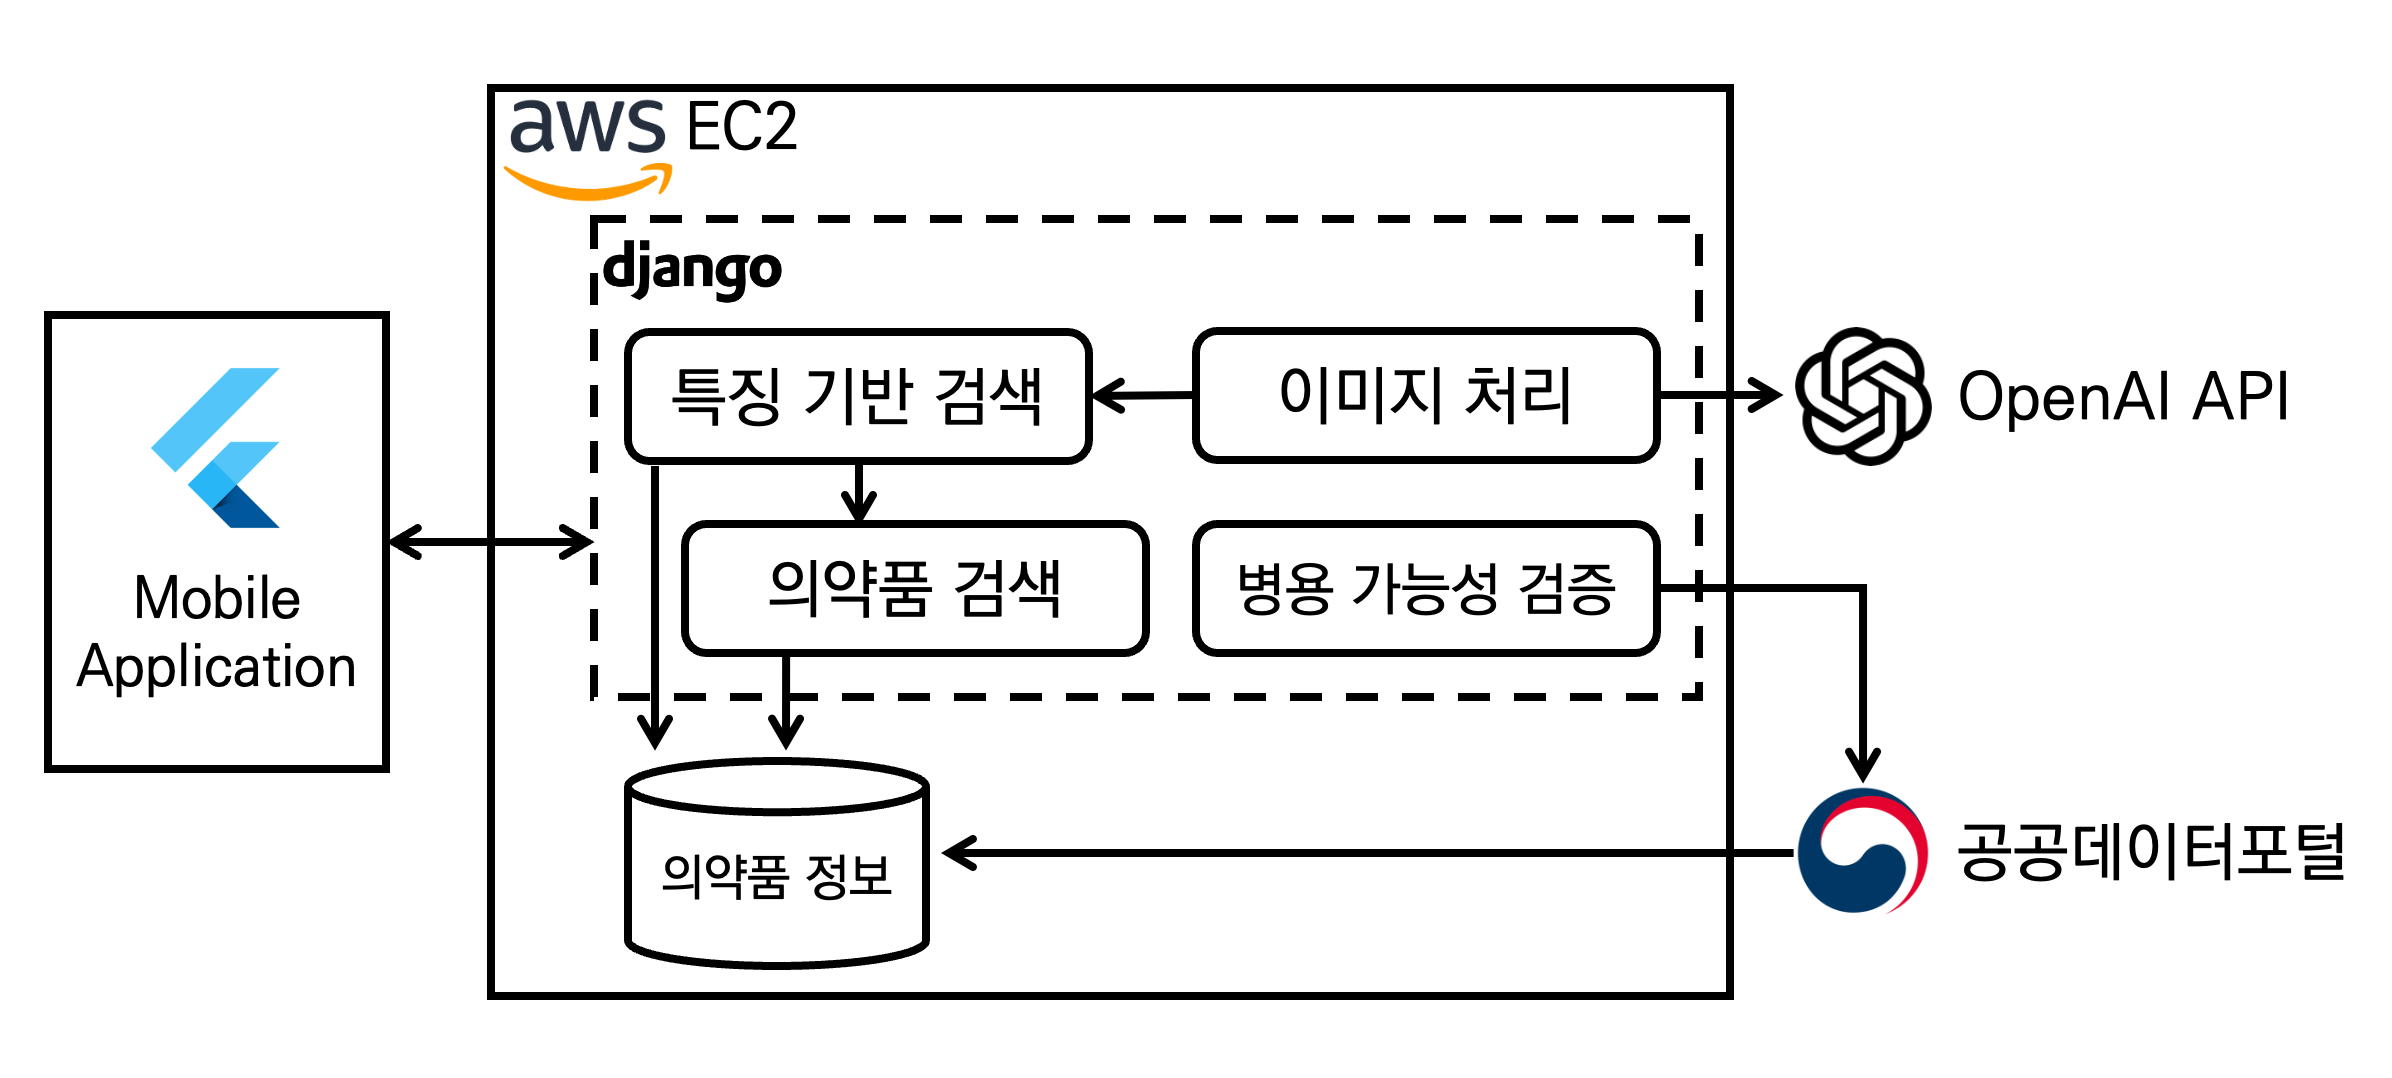 aws EC2
django
특징 기반 검색
이미지 처리
OpenAI API
Mobile
Application
의약품 검색
병용 가능성 검증
의약품 정보
공공데이터포털